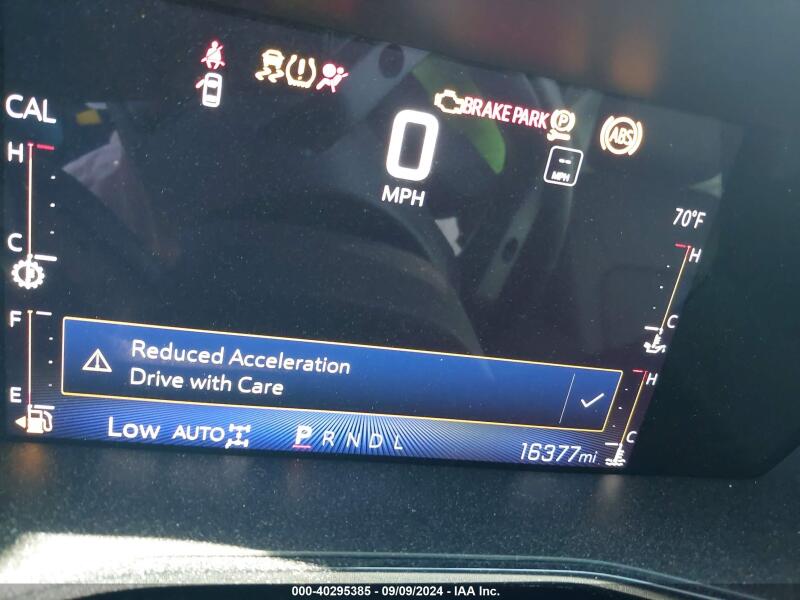 CAL
BRAKE PARK
P
ABS
0
MPH
--
MPH
H
C
70°F
H
C
F
E
Reduced Acceleration
Drive with Care
H
C
Low AUTO P R N D L 16377mi
000-40295385 - 09/09/2024 - IAA Inc.